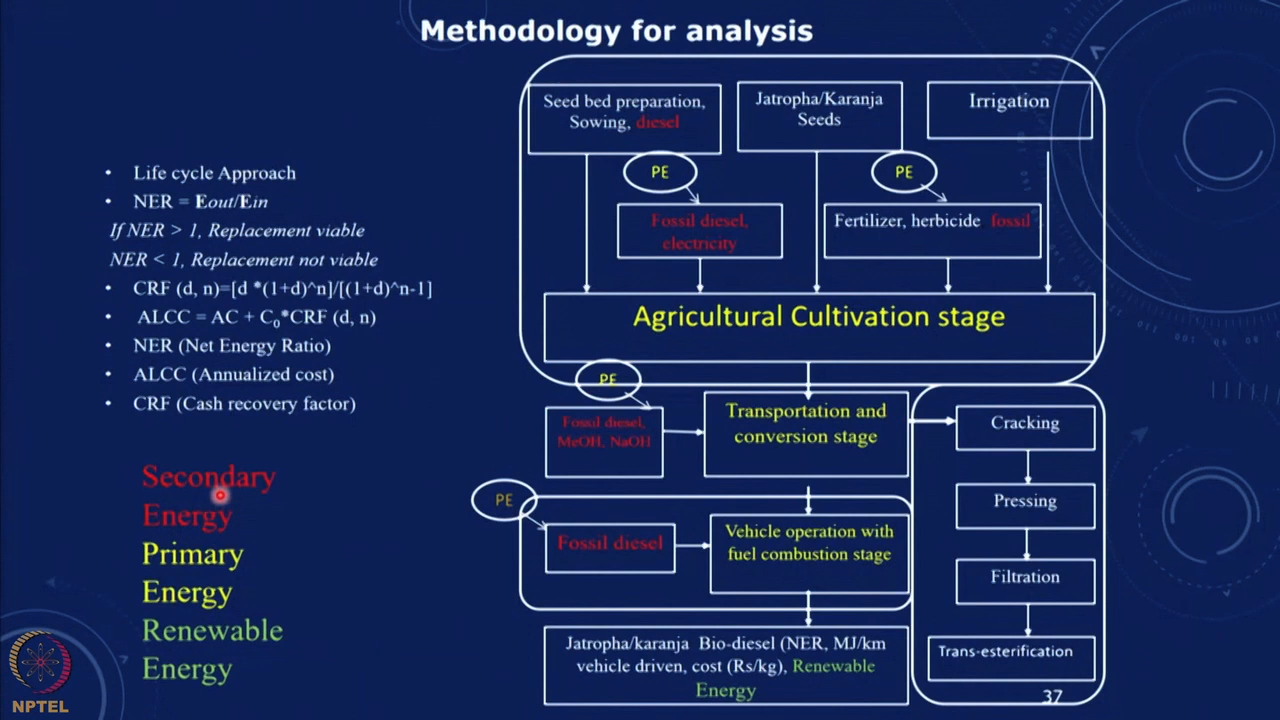 Methodology for analysis
• Life cycle Approach
• NER = Eout/Ein
If NER > 1, Replacement viable
NER < 1, Replacement not viable
• CRF (d, n)=[d *(1+d)^n]/[(1+d)^n-1]
• ALCC = AC + C0*CRF (d, n)
• NER (Net Energy Ratio)
• ALCC (Annualized cost)
• CRF (Cash recovery factor)
Secondary
Energy
Primary
Energy
Renewable
Energy
Seed bed preparation,
Sowing, diesel
Jatropha/Karanja
Seeds
Irrigation
PE
PE
Fossil diesel,
electricity
Fertilizer, herbicide fossil
Agricultural Cultivation stage
PE
Fossil diesel,
MeOH, NaOH
Transportation and
conversion stage
Cracking
Pressing
Filtration
Trans-esterification
PE
Fossil diesel
Vehicle operation with
fuel combustion stage
Jatropha/karanja Bio-diesel (NER, MJ/km
vehicle driven, cost (Rs/kg), Renewable
Energy
37
NPTEL